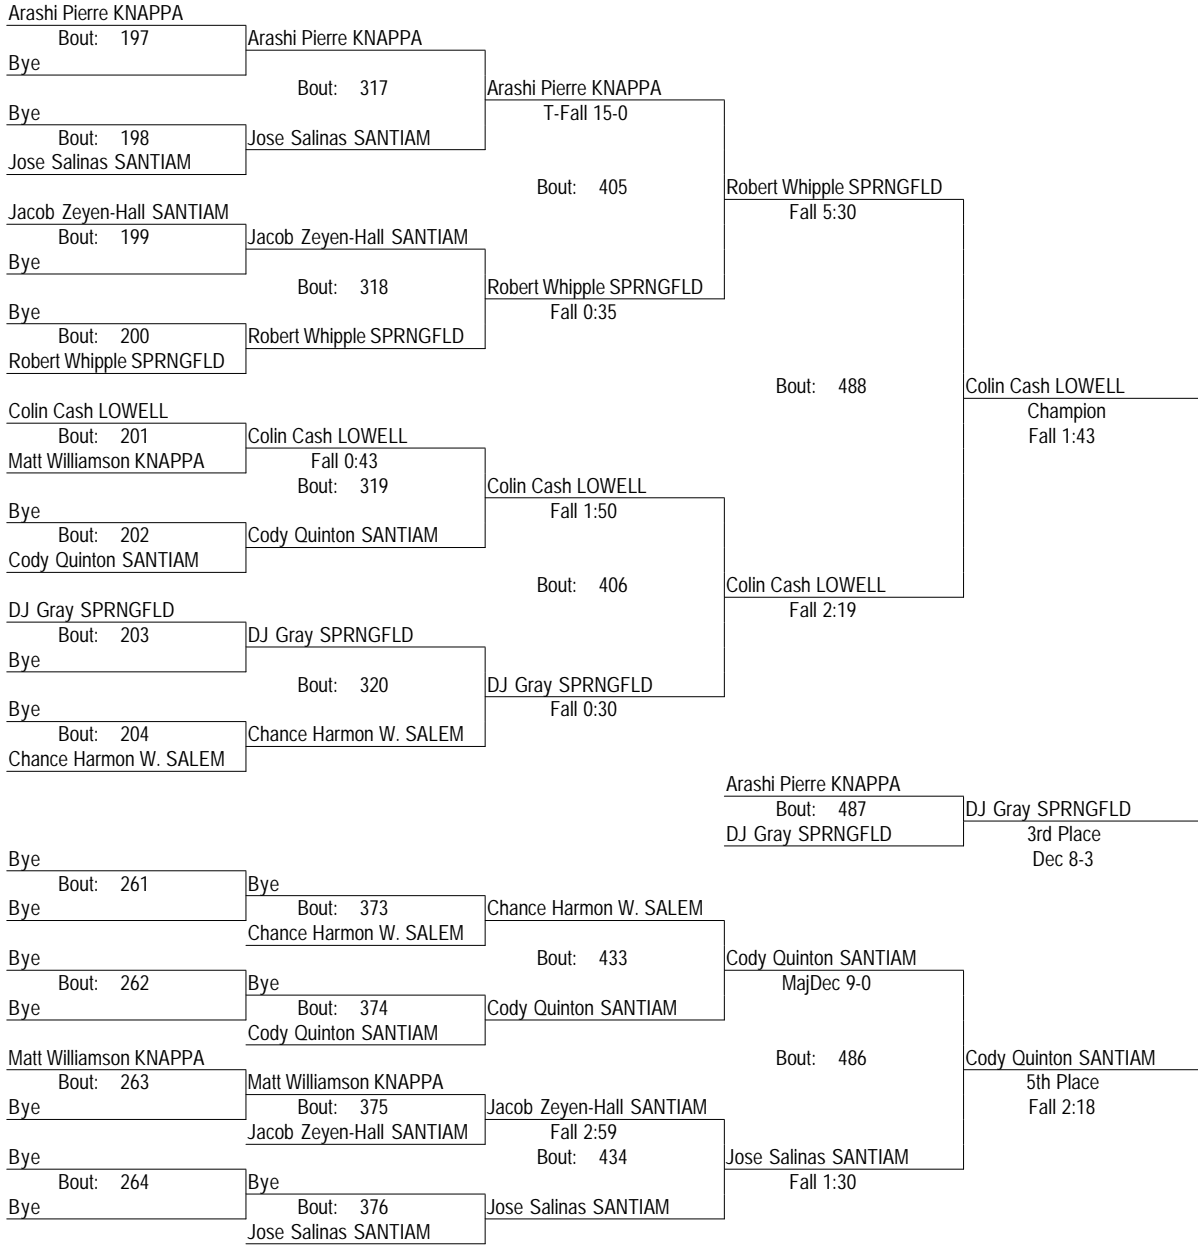 Arashi Pierre KNAPPA
Bout: 197
Arashi Pierre KNAPPA
Bye
Bout: 317
Arashi Pierre KNAPPA
Bye
T-Fall 15-0
Bout: 198
Jose Salinas SANTIAM
Jose Salinas SANTIAM
Bout: 405
Robert Whipple SPRNGFLD
Jacob Zeyen-Hall SANTIAM
Fall 5:30
Bout: 199
Jacob Zeyen-Hall SANTIAM
Bye
Bout: 318
Robert Whipple SPRNGFLD
Bye
Fall 0:35
Bout: 200
Robert Whipple SPRNGFLD
Robert Whipple SPRNGFLD
Bout: 488
Colin Cash LOWELL
Colin Cash LOWELL
Champion
Bout: 201
Colin Cash LOWELL
Fall 1:43
Matt Williamson KNAPPA
Fall 0:43
Bout: 319
Colin Cash LOWELL
Bye
Fall 1:50
Bout: 202
Cody Quinton SANTIAM
Cody Quinton SANTIAM
Bout: 406
Colin Cash LOWELL
DJ Gray SPRNGFLD
Fall 2:19
Bout: 203
DJ Gray SPRNGFLD
Bye
Bout: 320
DJ Gray SPRNGFLD
Bye
Fall 0:30
Bout: 204
Chance Harmon W. SALEM
Chance Harmon W. SALEM
Arashi Pierre KNAPPA
Bout: 487
DJ Gray SPRNGFLD
DJ Gray SPRNGFLD
3rd Place
Bye
Dec 8-3
Bout: 261
Bye
Bye
Bout: 373
Chance Harmon W. SALEM
Chance Harmon W. SALEM
Bye
Bout: 433
Cody Quinton SANTIAM
Bout: 262
Bye
MajDec 9-0
Bye
Bout: 374
Cody Quinton SANTIAM
Cody Quinton SANTIAM
Matt Williamson KNAPPA
Bout: 486
Cody Quinton SANTIAM
Bout: 263
Matt Williamson KNAPPA
5th Place
Bye
Bout: 375
Jacob Zeyen-Hall SANTIAM
Fall 2:18
Jacob Zeyen-Hall SANTIAM
Fall 2:59
Bye
Bout: 434
Jose Salinas SANTIAM
Bout: 264
Bye
Fall 1:30
Bye
Bout: 376
Jose Salinas SANTIAM
Jose Salinas SANTIAM